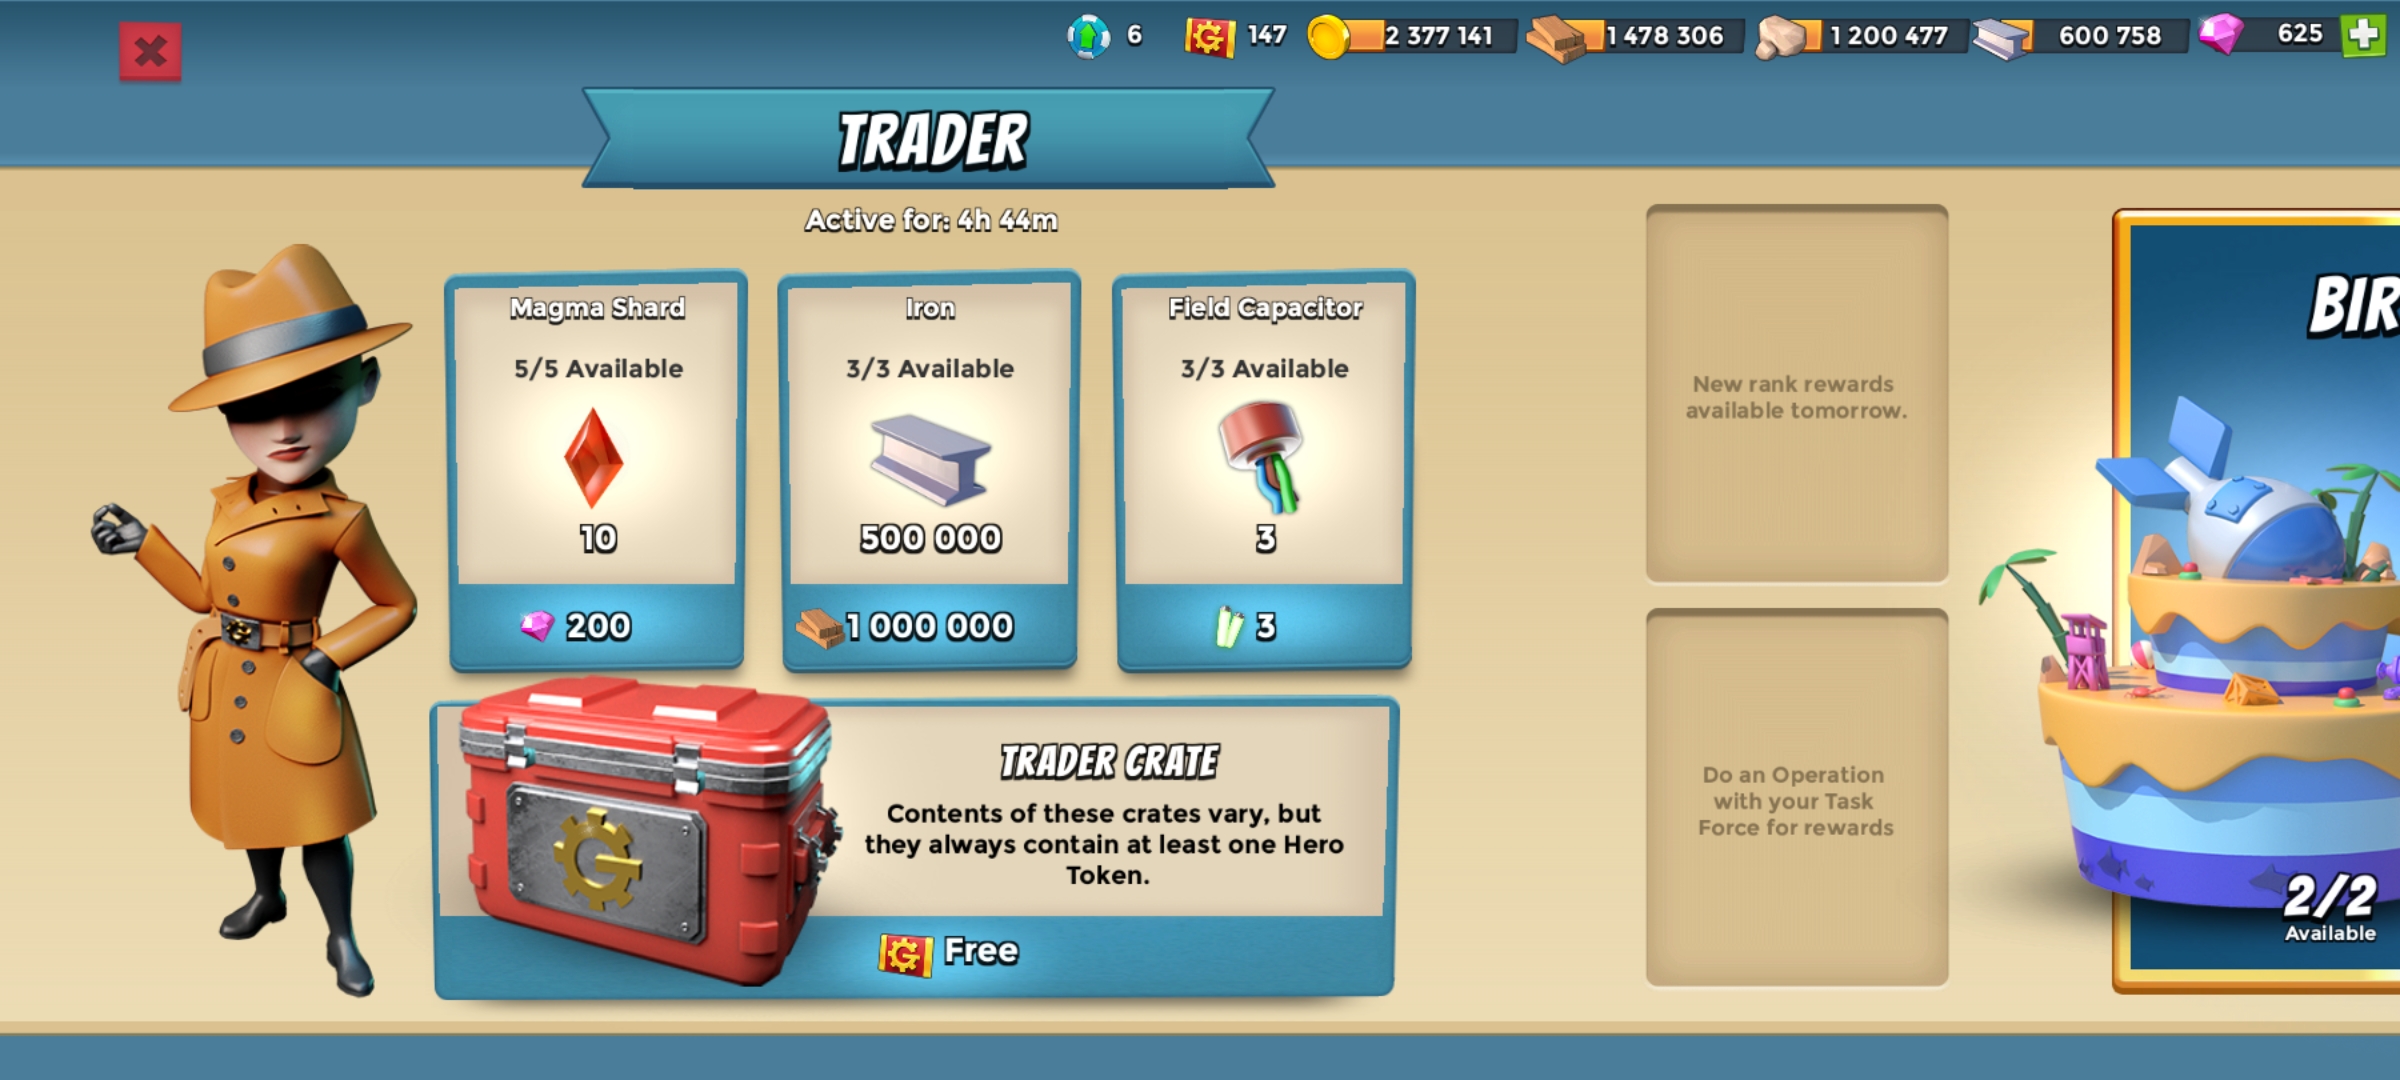 6
147
2 377 141
1 478 306
1 200 477
600 758
625
TRADER
Active for: 4h 44m
Magma Shard
5/5 Available
10
200
Iron
3/3 Available
500 000
1 000 000
Field Capacitor
3/3 Available
3
3
TRADER CRATE
Contents of these crates vary, but
they always contain at least one Hero
Token.
G
G Free
New rank rewards
available tomorrow.
Do an Operation
with your Task
Force for rewards
BIR
2/2
Available